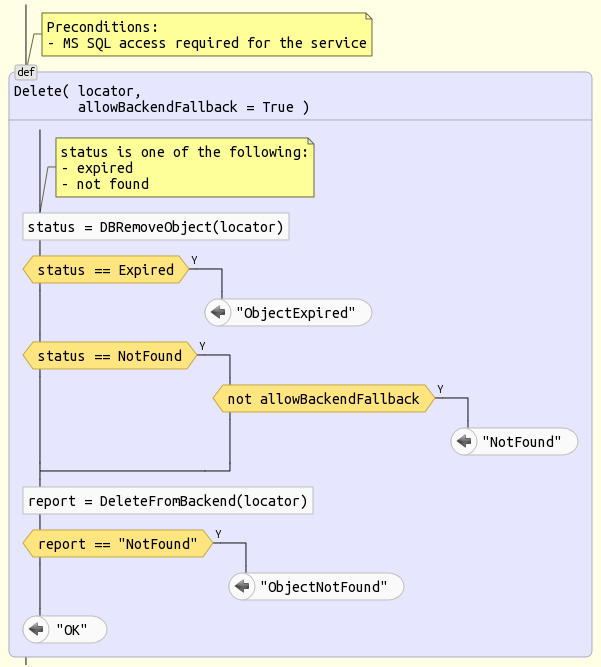 Preconditions:
- MS SQL access required for the service
def
Delete( locator,
allowBackendFallback = True )
status is one of the following:
- expired
- not found
status = DBRemoveObject(locator)
status == Expired
Y
"ObjectExpired"
status == NotFound
Y
not allowBackendFallback
Y
"NotFound"
report = DeleteFromBackend(locator)
report == "NotFound"
Y
"ObjectNotFound"
"OK"